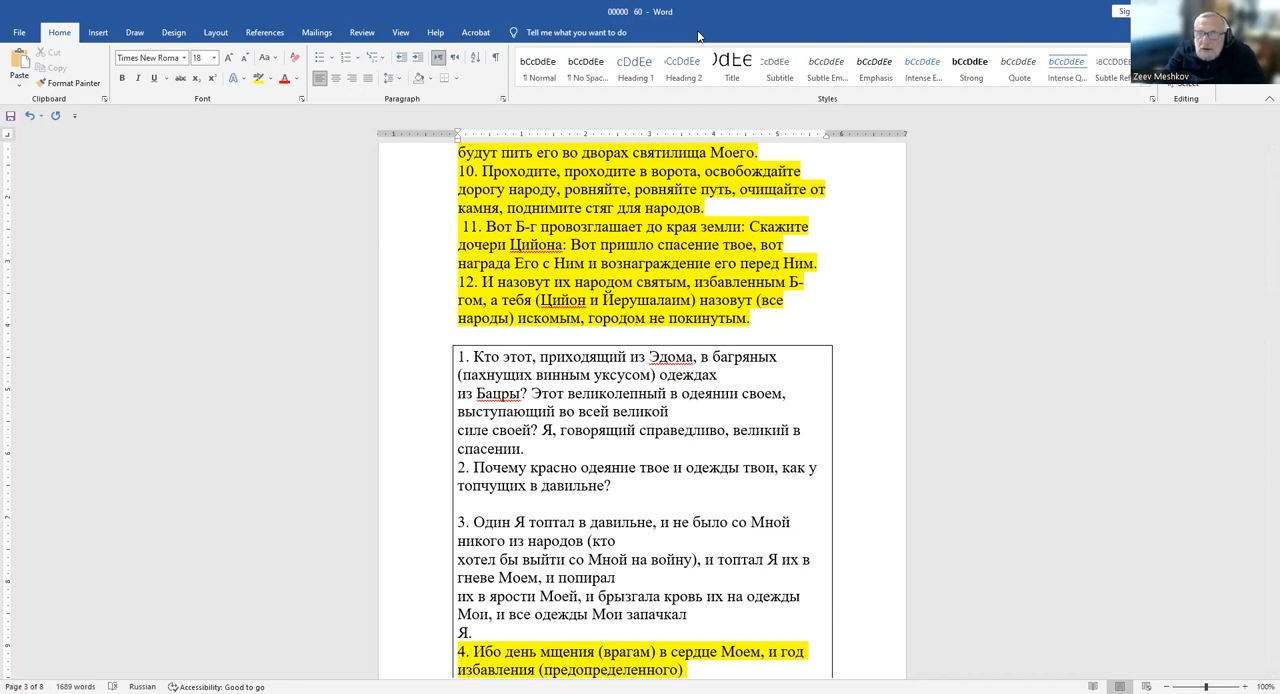 00000 60 - Word
Sig
File Home Insert Draw Design Layout References Mailings Review View Help Acrobat Tell me what you want to do
Paste
Cut
Copy
Format Painter
Clipboard
Times New Roma 18
Font
Paragraph
¶ Normal
¶ No Spac...
Heading 1
Heading 2
Title
Subtitle
Subtle Em...
Emphasis
Intense E...
Strong
Quote
Intense Q...
Subtle Ref
Styles
Editing
Zeev Meshkov
будут пить его во дворах святилища Моего.
10. Проходите, проходите в ворота, освобождайте
дорогу народу, ровняйте, ровняйте путь, очищайте от
камня, поднимите стяг для народов.
11. Вот Б-г провозглашает до края земли: Скажите
дочери Цийона: Вот пришло спасение твое, вот
награда Его с Ним и вознаграждение его перед Ним.
12. И назовут их народом святым, избавленным Б-
гом, а тебя (Цийон и Йерушалаим) назовут (все
народы) искомым, городом не покинутым.
1. Кто этот, приходящий из Эдома, в багряных
(пахнущих винным уксусом) одеждах
из Бацры? Этот великолепный в одеянии своем,
выступающий во всей великой
силе своей? Я, говорящий справедливо, великий в
спасении.
2. Почему красно одеяние твое и одежды твои, как у
топчущих в давильне?
3. Один Я топтал в давильне, и не было со Мной
никого из народов (кто
хотел бы выйти со Мной на войну), и топтал Я их в
гневе Моем, и попирал
их в ярости Моей, и брызгала кровь их на одежды
Мои, и все одежды Мои запачкал
Я.
4. Ибо день мщения (врагам) в сердце Моем, и год
избавления (предопределенного)
Page 3 of 8 1689 words Russian Accessibility: Good to go 100%